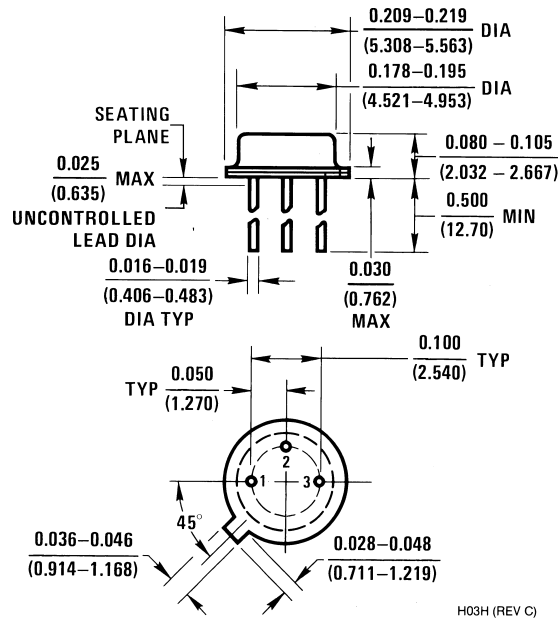 0.209–0.219 DIA
(5.308–5.563)
0.178–0.195 DIA
(4.521–4.953)
SEATING
PLANE
0.025 MAX
(0.635)
UNCONTROLLED
LEAD DIA
0.080 – 0.105
(2.032 – 2.667)
0.500 MIN
(12.70)
0.016–0.019
(0.406–0.483)
DIA TYP
0.030
(0.762)
MAX
0.100 TYP
(2.540)
TYP 0.050
(1.270)
2
1
3
45°
0.036–0.046
(0.914–1.168)
0.028–0.048
(0.711–1.219)
H03H (REV C)